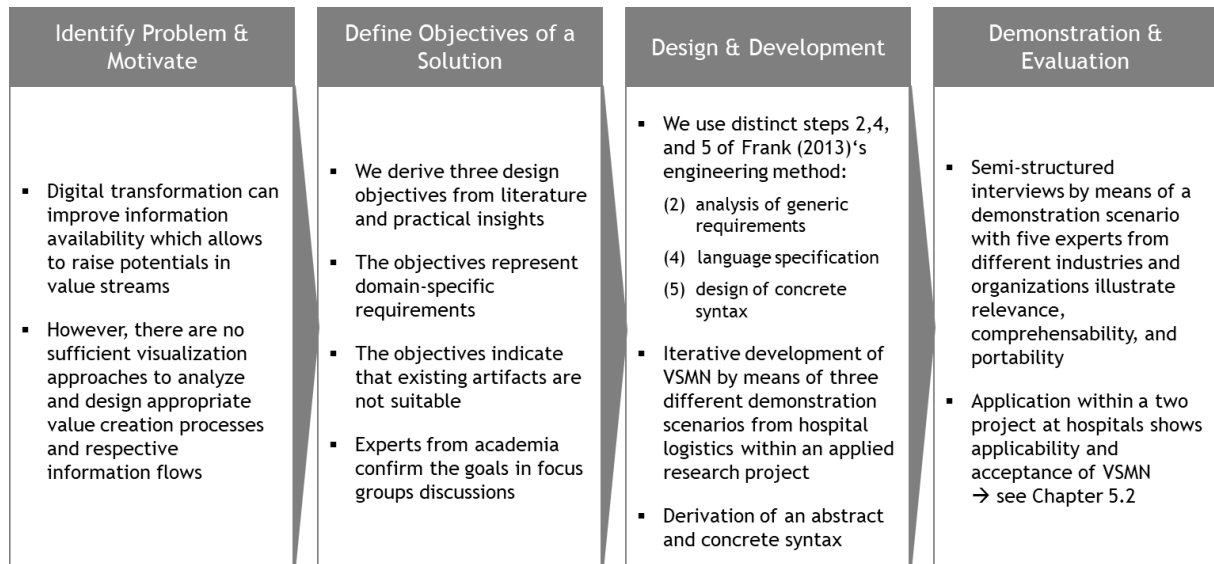 Identify Problem &
Motivate
▪ Digital transformation can
improve information
availability which allows
to raise potentials in
value streams
▪ However, there are no
sufficient visualization
approaches to analyze
and design appropriate
value creation processes
and respective
information flows
Define Objectives of a
Solution
▪ We derive three design
objectives from literature
and practical insights
▪ The objectives represent
domain-specific
requirements
▪ The objectives indicate
that existing artifacts are
not suitable
▪ Experts from academia
confirm the goals in focus
groups discussions
Design & Development
▪ We use distinct steps 2,4,
and 5 of Frank (2013)‘s
engineering method:
(2) analysis of generic
requirements
(4) language specification
(5) design of concrete
syntax
▪ Iterative development of
VSMN by means of three
different demonstration
scenarios from hospital
logistics within an applied
research project
▪ Derivation of an abstract
and concrete syntax
Demonstration &
Evaluation
▪ Semi-structured
interviews by means of a
demonstration scenario
with five experts from
different industries and
organizations illustrate
relevance,
comprehensability, and
portability
▪ Application within a two
project at hospitals shows
applicability and
acceptance of VSMN
→ see Chapter 5.2